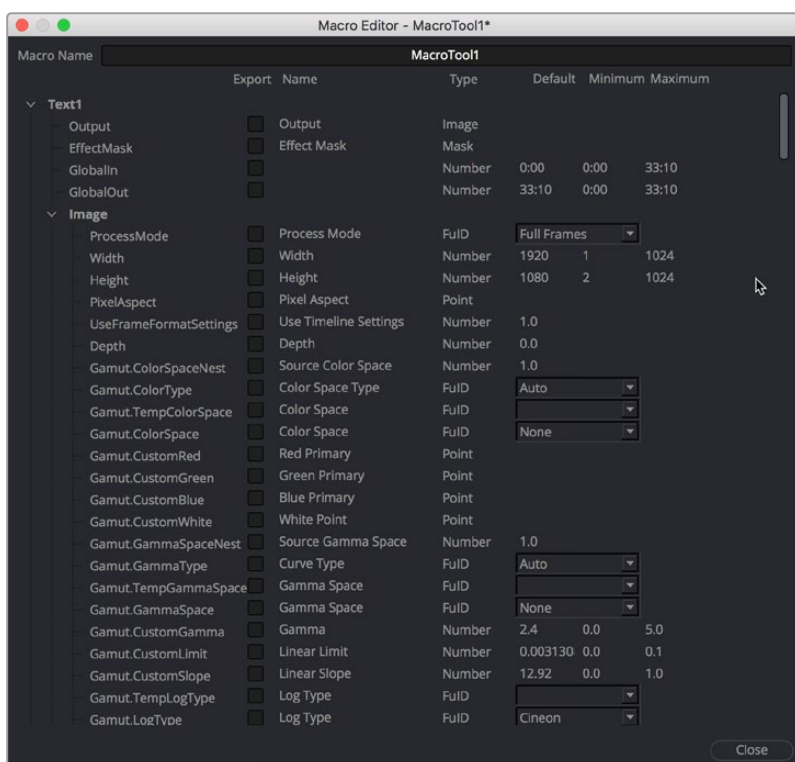 Macro Editor - MacroTool1*
Macro Name MacroTool1
Export Name Type Default Minimum Maximum
Text1
Output Output Image
EffectMask Effect Mask Mask
GlobalIn Number 0:00 0:00 33:10
GlobalOut Number 33:10 0:00 33:10
Image
ProcessMode Process Mode FuID Full Frames
Width Width Number 1920 1 1024
Height Height Number 1080 2 1024
PixelAspect Pixel Aspect Point
UseFrameFormatSettings Use Timeline Settings Number 1.0
Depth Depth Number 0.0
Gamut.ColorSpaceNest Source Color Space Number 1.0
Gamut.ColorType Color Space Type FuID Auto
Gamut.TempColorSpace Color Space FuID
Gamut.ColorSpace Color Space FuID None
Gamut.CustomRed Red Primary Point
Gamut.CustomGreen Green Primary Point
Gamut.CustomBlue Blue Primary Point
Gamut.CustomWhite White Point Point
Gamut.GammaSpaceNest Source Gamma Space Number 1.0
Gamut.GammaType Curve Type FuID Auto
Gamut.TempGammaSpace Gamma Space FuID
Gamut.GammaSpace Gamma Space FuID None
Gamut.CustomGamma Gamma Number 2.4 0.0 5.0
Gamut.CustomLimit Linear Limit Number 0.003130 0.0 0.1
Gamut.CustomSlope Linear Slope Number 12.92 0.0 1.0
Gamut.TempLogType Log Type FuID
Gamut.LogType Log Type FuID Cineon
Close